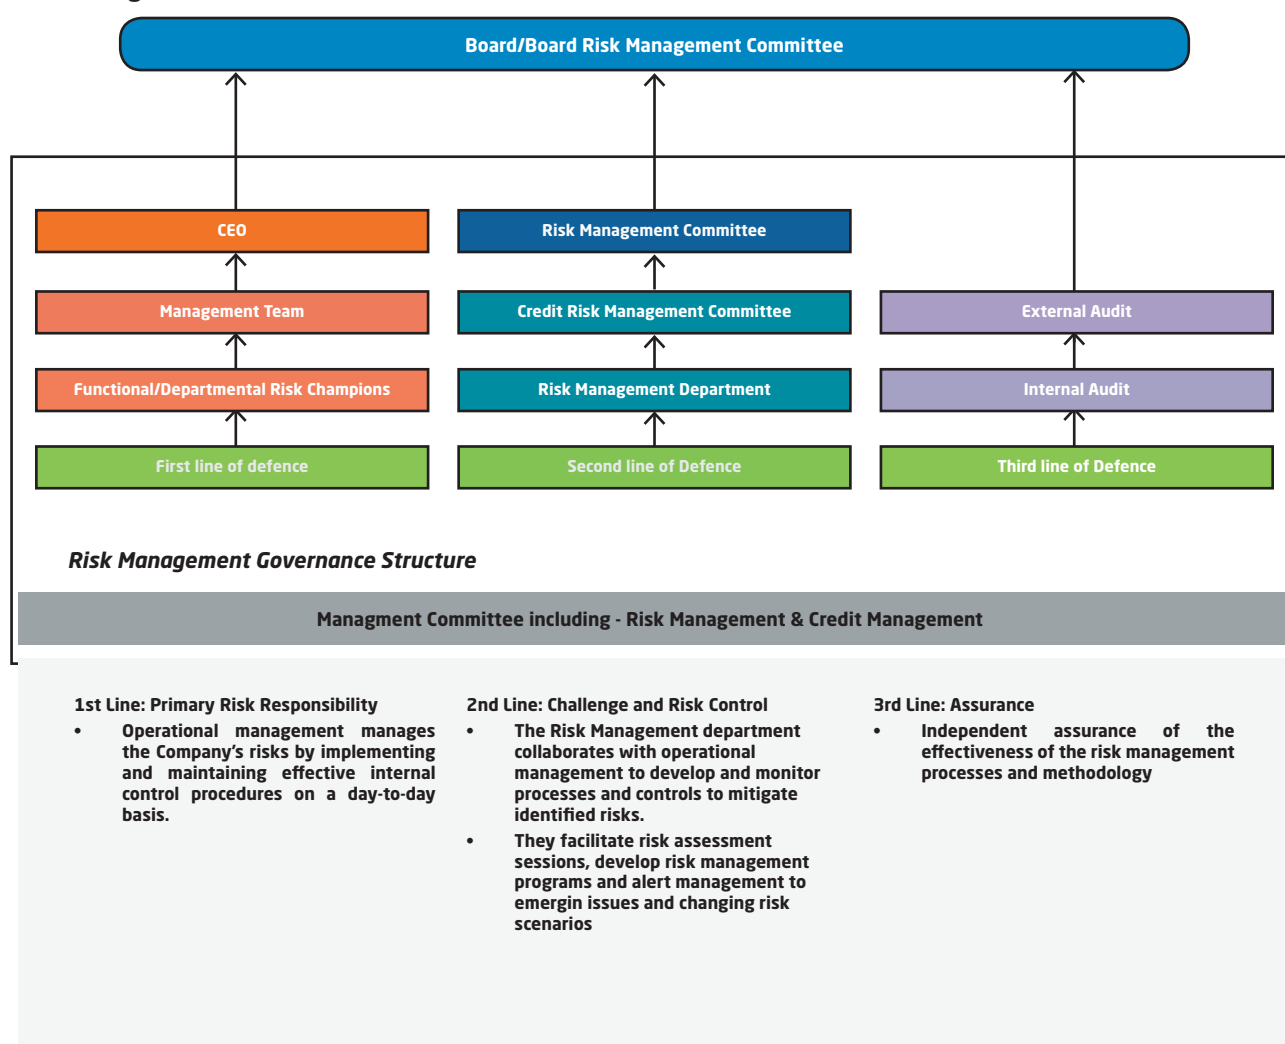 Board/Board Risk Management Committee
CEO
Risk Management Committee
Management Team
Credit Risk Management Committee
External Audit
Functional/Departmental Risk Champions
Risk Management Department
Internal Audit
First line of defence
Second line of Defence
Third line of Defence
Risk Management Governance Structure
Managment Committee including - Risk Management & Credit Management
1st Line: Primary Risk Responsibility
• Operational management manages
the Company's risks by implementing
and maintaining effective internal
control procedures on a day-to-day
basis.
2nd Line: Challenge and Risk Control
• The Risk Management department
collaborates with operational
management to develop and monitor
processes and controls to mitigate
identified risks.
• They facilitate risk assessment
sessions, develop risk management
programs and alert management to
emergin issues and changing risk
scenarios
3rd Line: Assurance
• Independent assurance of the
effectiveness of the risk management
processes and methodology